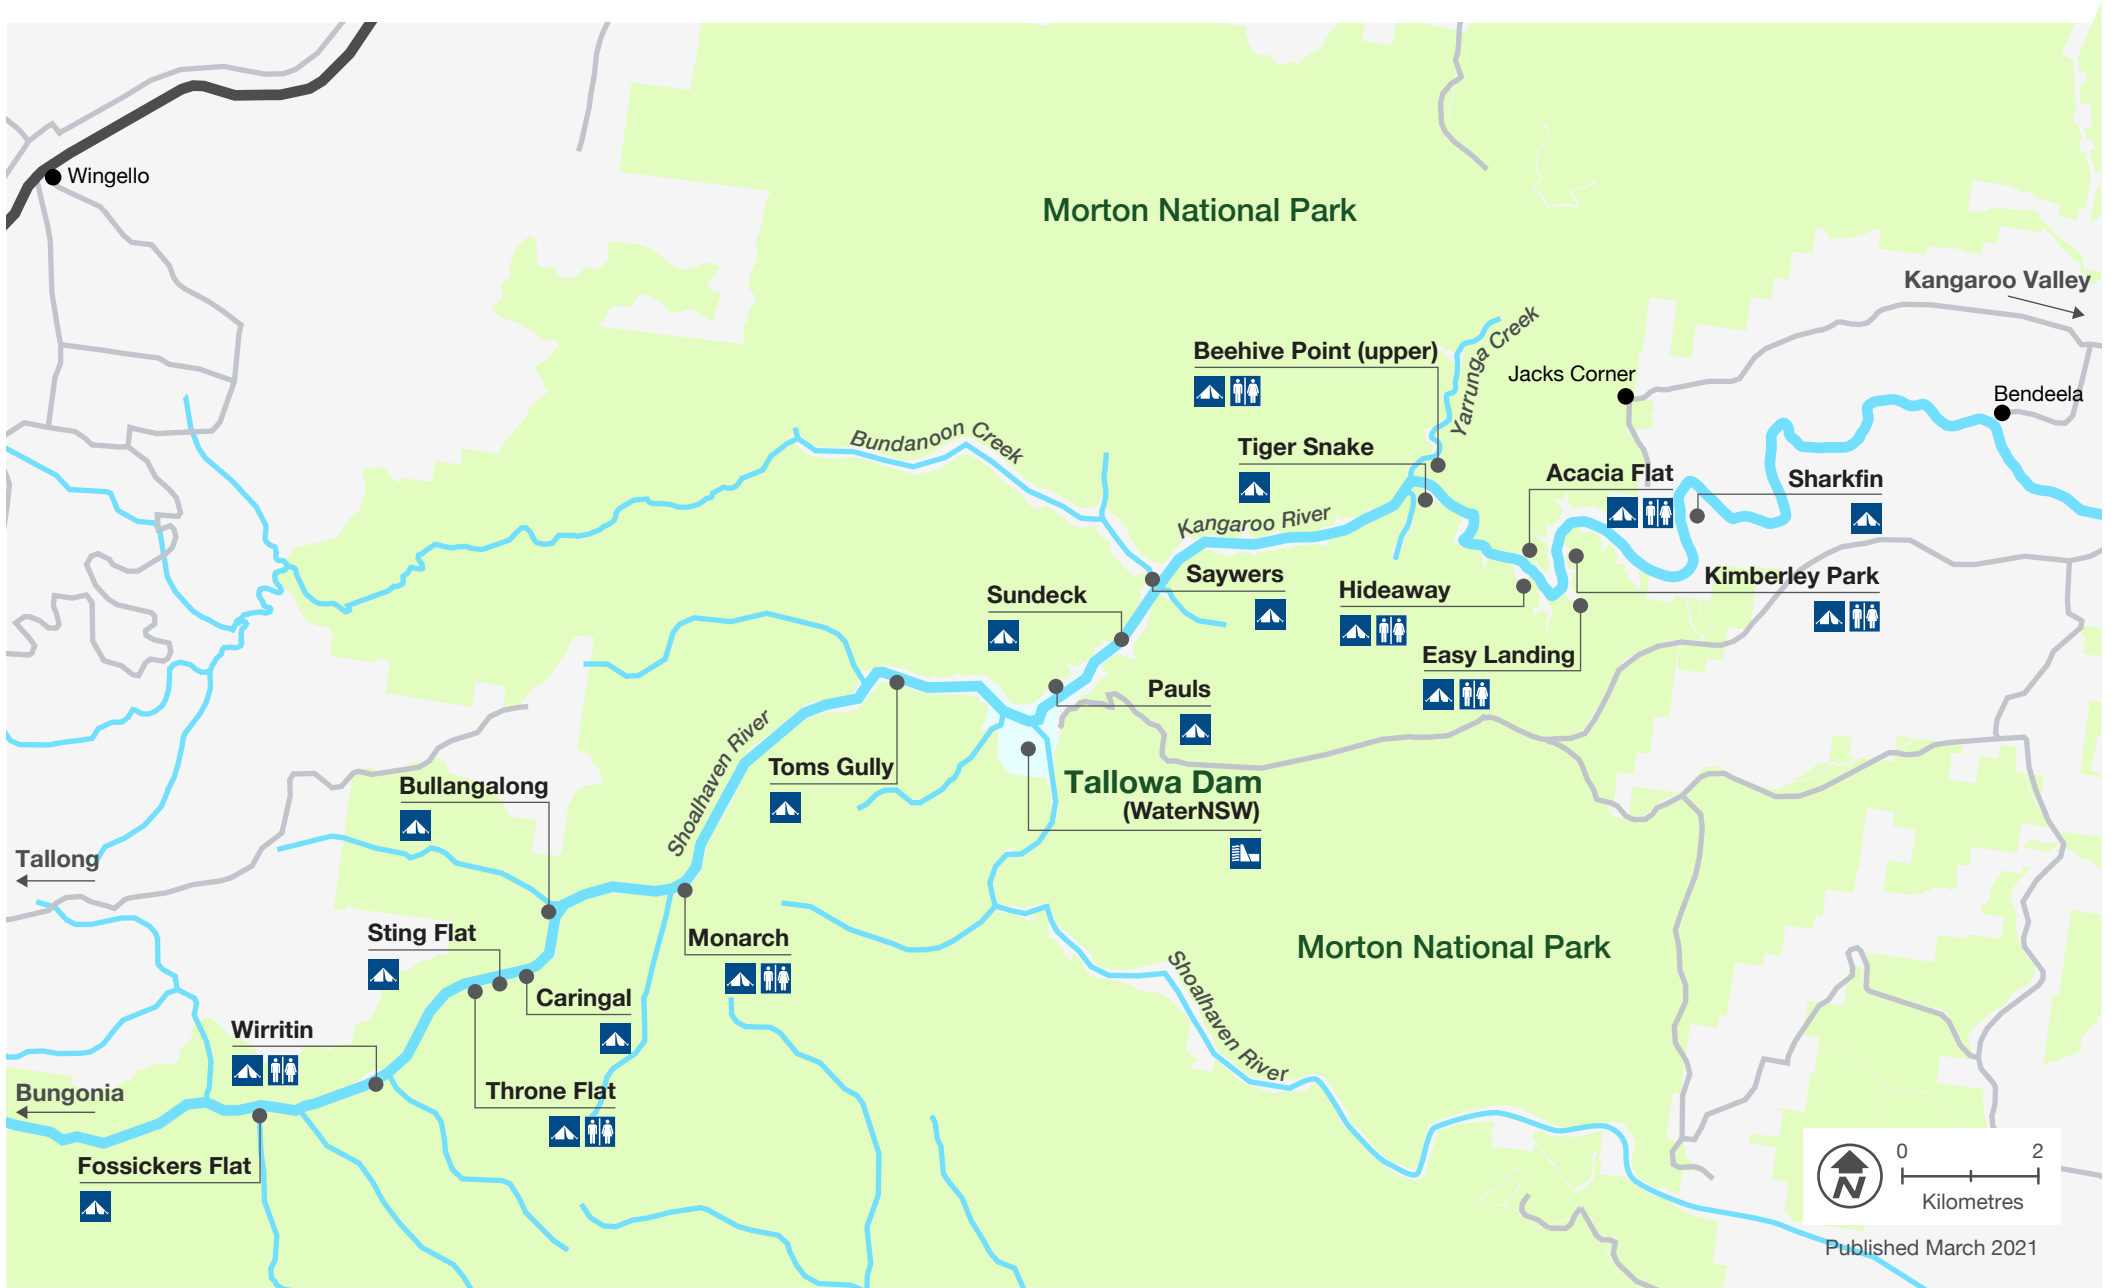 Wingello
Morton National Park
Kangaroo Valley
Yarrunga Creek
Beehive Point (upper)
Jacks Corner
Bendeela
Bundanoon Creek
Tiger Snake
Acacia Flat
Sharkfin
Kangaroo River
Saywers
Kimberley Park
Hideaway
Sundeck
Easy Landing
Pauls
Shoalhaven River
Toms Gully
Bullangalong
Tallowa Dam
(WaterNSW)
Tallong
Sting Flat
Monarch
Morton National Park
Caringal
Shoalhaven River
Wirritin
Throne Flat
Bungonia
Fossickers Flat
0 2
N
Kilometres
Published March 2021